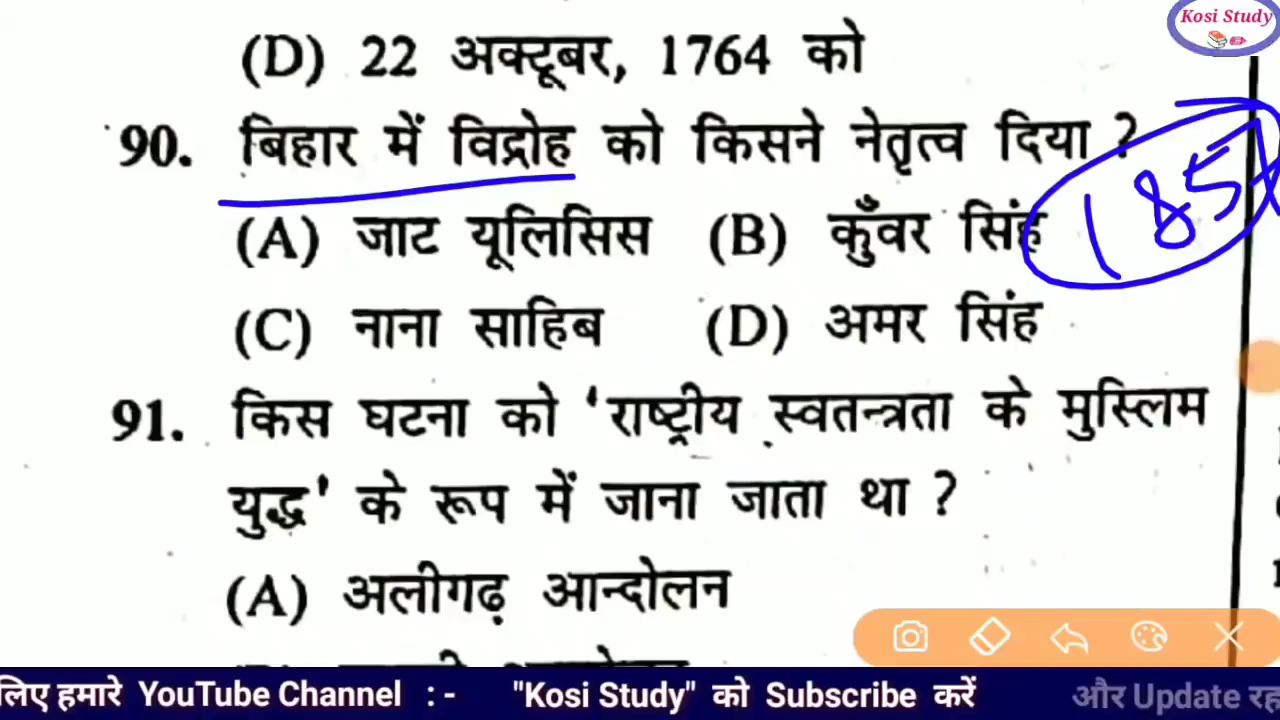 Kosi Study
(D) 22 अक्टूबर, 1764 को
90. बिहार में विद्रोह को किसने नेतृत्व दिया ?
1857
(A) जाट यूलिसिस (B) कुँवर सिंह
(C) नाना साहिब (D) अमर सिंह
91. किस घटना को 'राष्ट्रीय स्वतन्त्रता के मुस्लिम
युद्ध' के रूप में जाना जाता था ?
(A) अलीगढ़ आन्दोलन
लिए हमारे YouTube Channel :- "Kosi Study" को Subscribe करें और Update